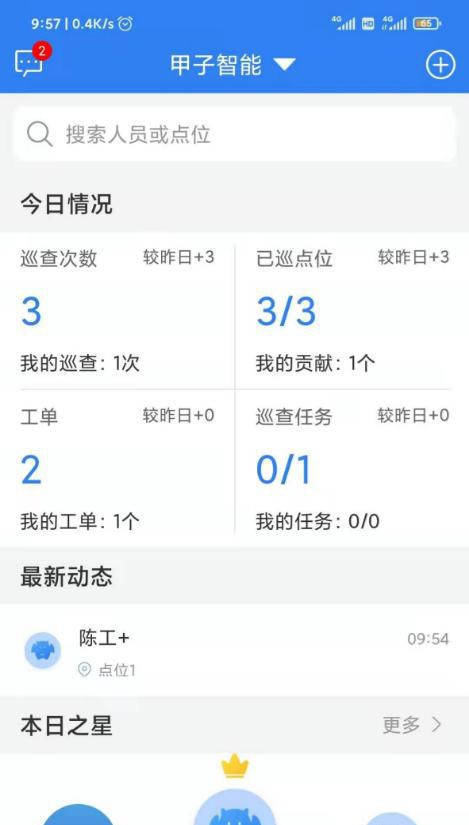 9:57 | 0.4K/s
4G HD 4G 65
2
甲子智能
搜索人员或点位
今日情况
巡查次数 较昨日+3
已巡点位 较昨日+3
3
3/3
我的巡查：1次
我的贡献：1个
工单 较昨日+0
巡查任务 较昨日+0
2
0/1
我的工单：1个
我的任务：0/0
最新动态
陈工+
09:54
点位1
本日之星
更多